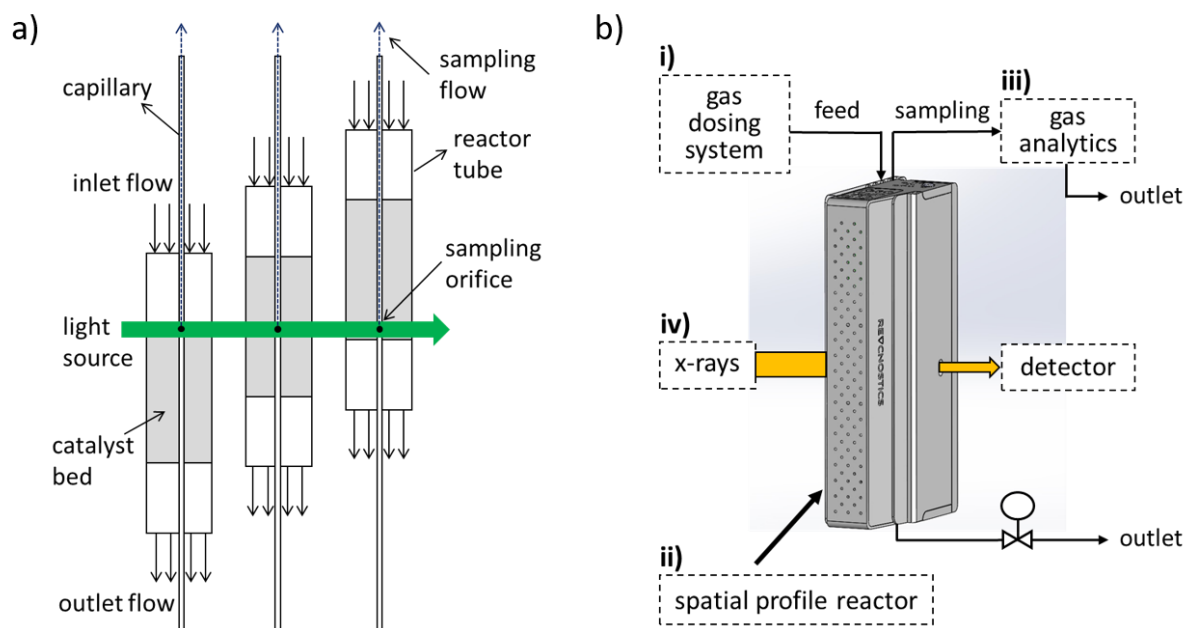 a)
capillary
inlet flow
light
source
catalyst
bed
outlet flow
sampling
flow
reactor
tube
sampling
orifice
b)
i)
gas
dosing
system
feed
sampling
iii)
gas
analytics
outlet
iv)
x-rays
REACNOSTICS
detector
ii)
spatial profile reactor
outlet